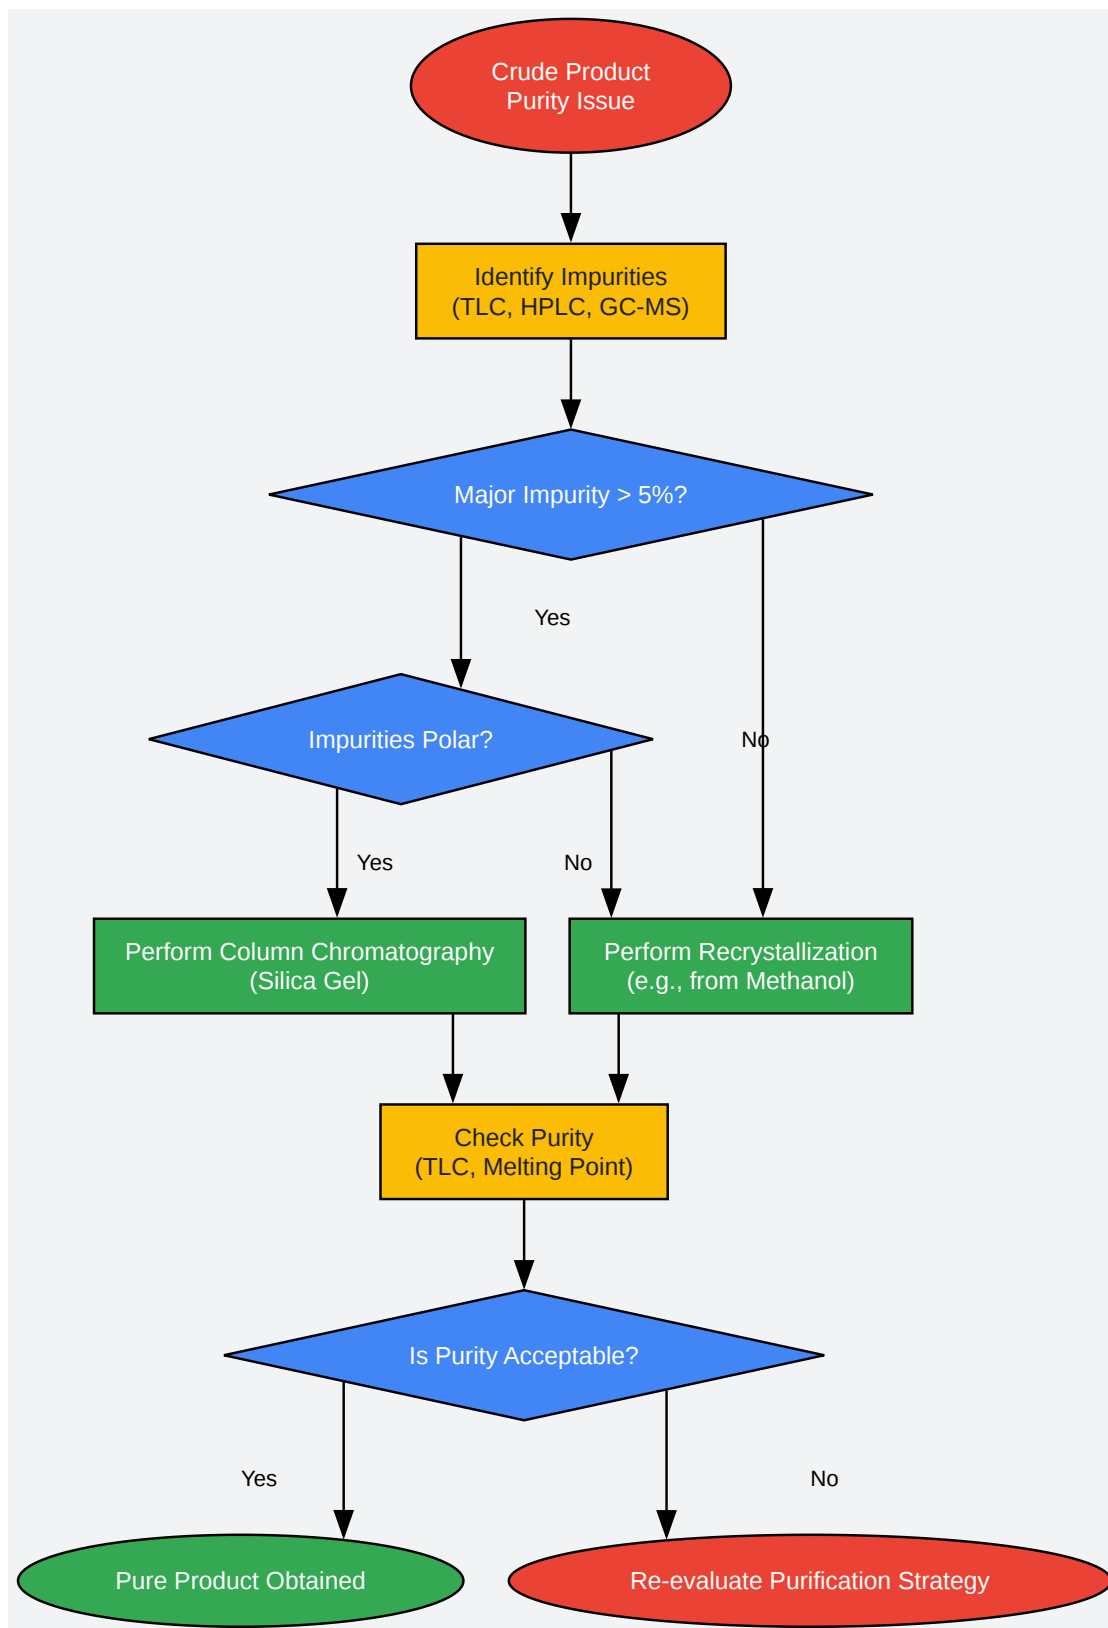 Crude Product
Purity Issue
Identify Impurities
(TLC, HPLC, GC-MS)
Major Impurity > 5%?
Yes
Impurities Polar?
No
Yes
No
Perform Column Chromatography
(Silica Gel)
Perform Recrystallization
(e.g., from Methanol)
Check Purity
(TLC, Melting Point)
Is Purity Acceptable?
Yes
No
Pure Product Obtained
Re-evaluate Purification Strategy